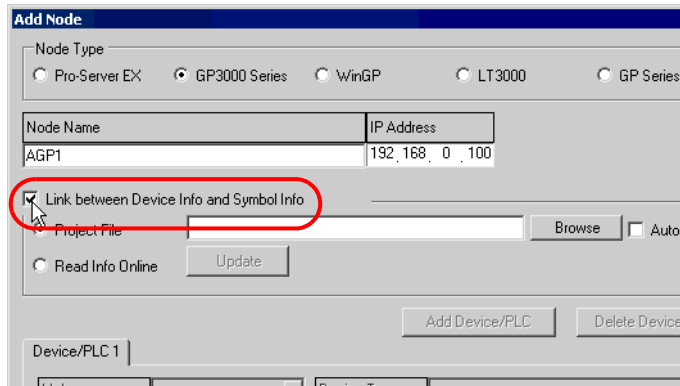 Add Node
Node Type
Pro-Server EX GP3000 Series WinGP LT3000 GP Series
Node Name IP Address
AGP1 192.168.0.100
Link between Device Info and Symbol Info
Project File Browse Auto
Read Info Online Update
Add Device/PLC Delete Device
Device/PLC 1